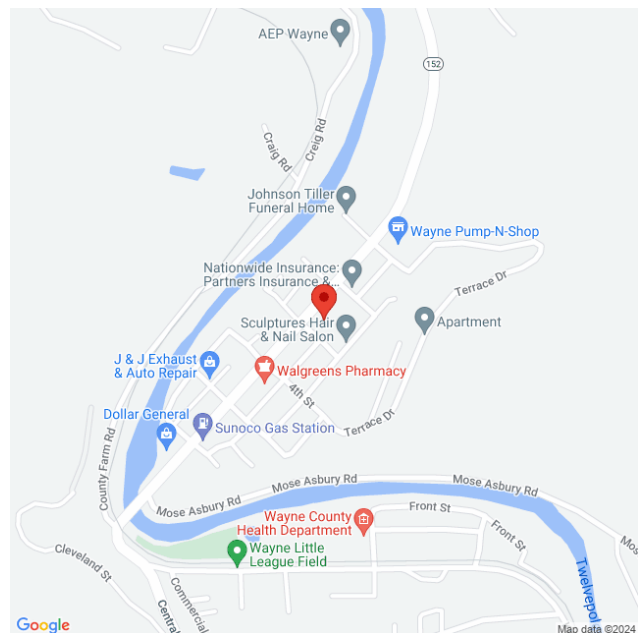 AEP Wayne
152
Craig Rd
Creig Rd
Johnson Tiller
Funeral Home
Wayne Pump-N-Shop
Nationwide Insurance:
Partners Insurance &...
Terrace Dr
Sculptures Hair
& Nail Salon
Apartment
J & J Exhaust
& Auto Repair
Walgreens Pharmacy
4th St
Dollar General
Sunoco Gas Station
Terrace Dr
County Farm Rd
Mose Asbury Rd
Mose Asbury Rd
Mose Asbury Rd
Wayne County
Health Department
Front St
Front St
Wayne Little
League Field
Cleveland St
Commercial
Central
Twelvepol
Google
Map data ©2024